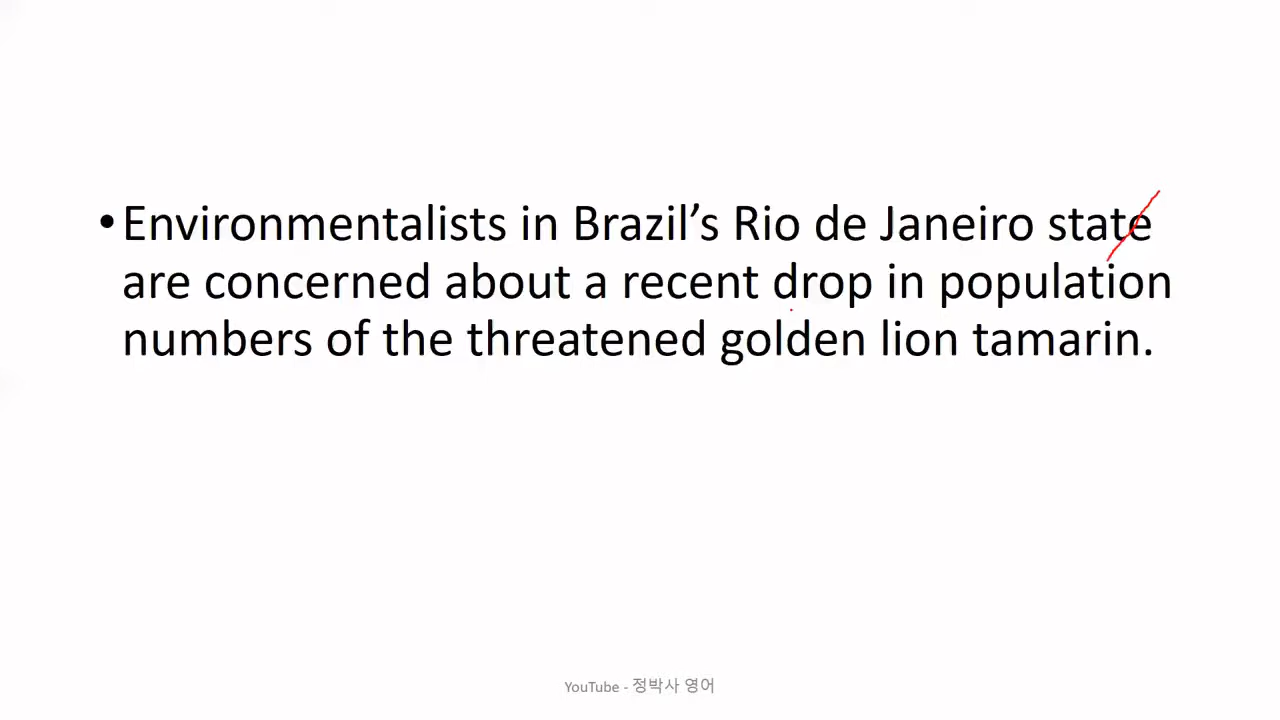 •Environmentalists in Brazil’s Rio de Janeiro state
are concerned about a recent drop in population
numbers of the threatened golden lion tamarin.
YouTube - 정박사 영어